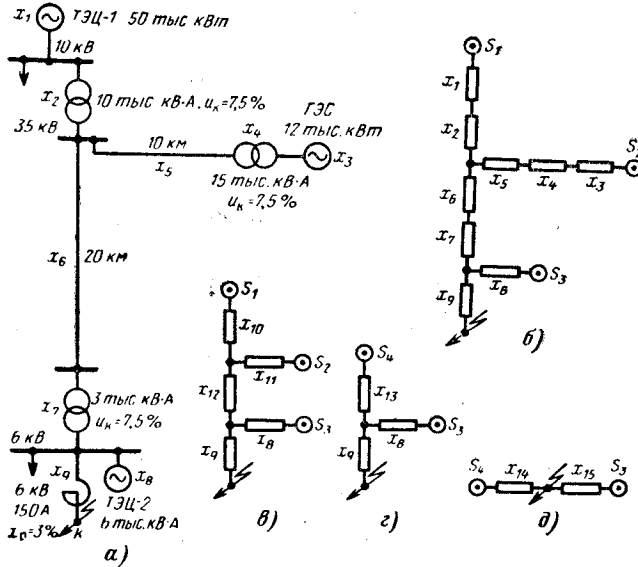 x₁ ТЭЦ-1 50 тыс кВт
10 кВ
x₂ 10 тыс кВ·А, uк = 7,5%
35 кВ
10 км
x₅
x₄
15 тыс. кВ·А
uк = 7,5%
ГЭС
12 тыс. кВт
x₃
x₆ 20 км
x₇ 3 тыс кВ·А
uк = 7,5%
6 кВ
x₉
6 кВ
150 А
xр = 3%
к
x₈
ТЭЦ-2
6 тыс. кВ·А
а)
S₁
x₁
x₂
x₅ x₄ x₃
x₆
x₇
x₈ S₃
x₉
б)
S₁
x₁₀
x₁₁ S₂
x₁₂
x₈ S₃
x₉
в)
S₄
x₁₃
x₈ S₃
x₉
г)
S₄ x₁₄ x₁₅ S₃
д)